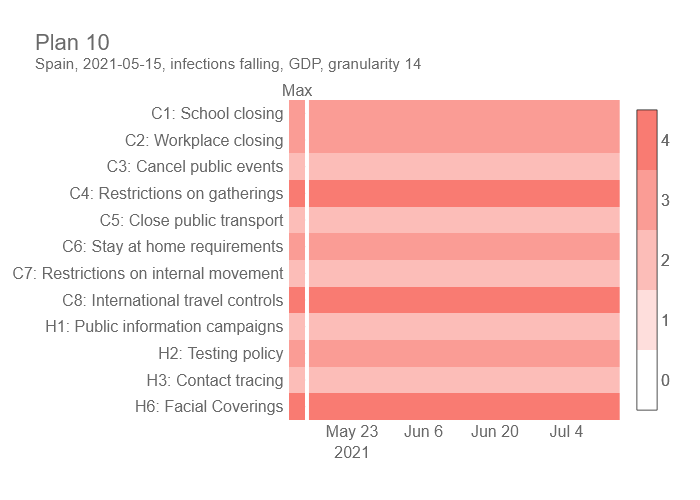 Plan 10
Spain, 2021-05-15, infections falling, GDP, granularity 14
Max
C1: School closing
C2: Workplace closing
C3: Cancel public events
C4: Restrictions on gatherings
C5: Close public transport
C6: Stay at home requirements
C7: Restrictions on internal movement
C8: International travel controls
H1: Public information campaigns
H2: Testing policy
H3: Contact tracing
H6: Facial Coverings
May 23 Jun 6 Jun 20 Jul 4
2021
4
3
2
1
0